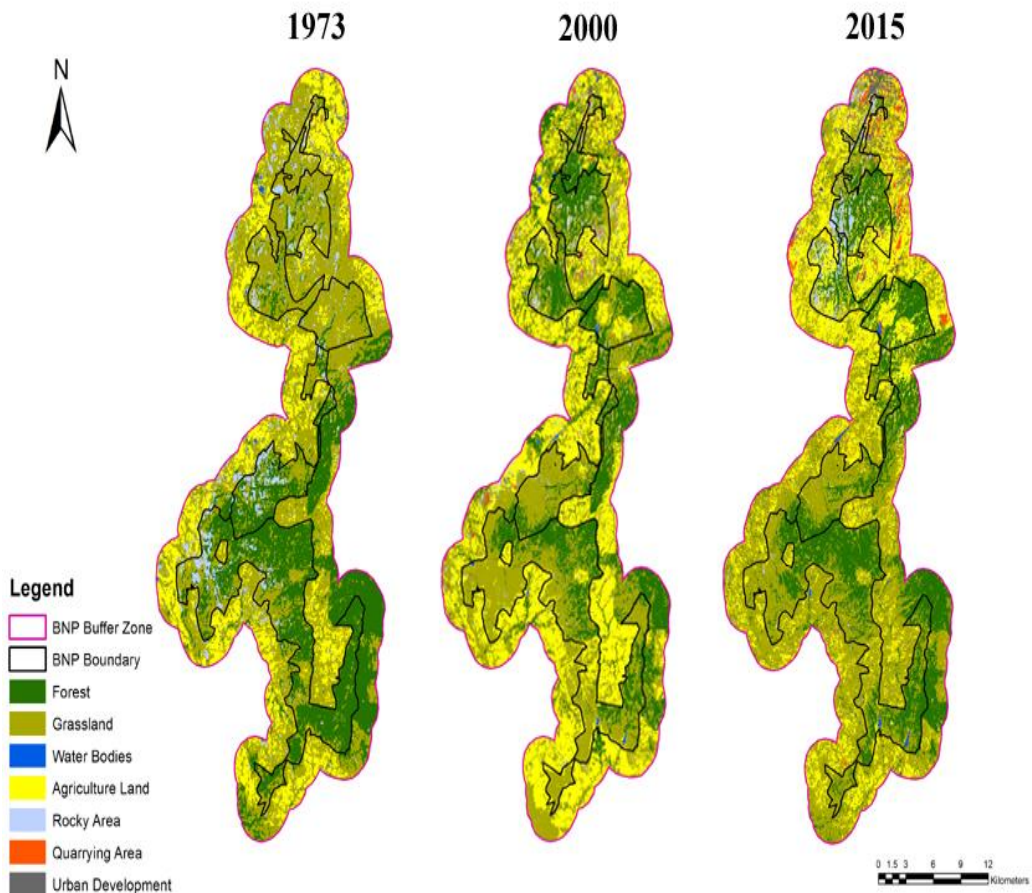 1973 2000 2015
N
Legend
BNP Buffer Zone
BNP Boundary
Forest
Grassland
Water Bodies
Agriculture Land
Rocky Area
Quarrying Area
Urban Development
0 1.5 3 6 9 12
Kilometers